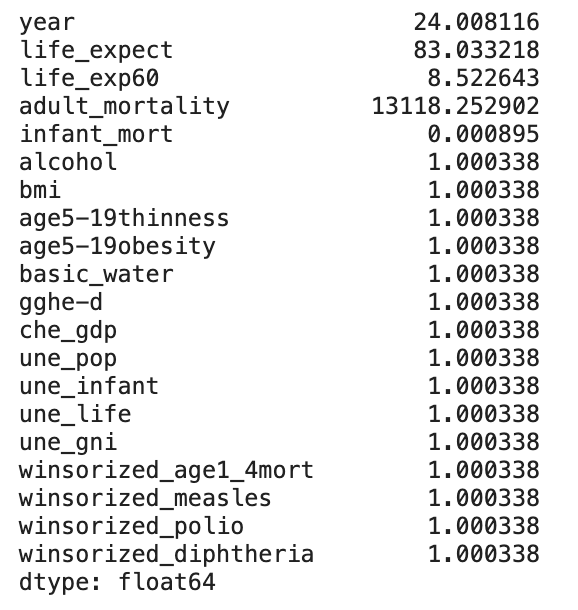 year 24.008116
life_expect 83.033218
life_exp60 8.522643
adult_mortality 13118.252902
infant_mort 0.000895
alcohol 1.000338
bmi 1.000338
age5-19thinness 1.000338
age5-19obesity 1.000338
basic_water 1.000338
gghe-d 1.000338
che_gdp 1.000338
une_pop 1.000338
une_infant 1.000338
une_life 1.000338
une_gni 1.000338
winsorized_age1_4mort 1.000338
winsorized_measles 1.000338
winsorized_polio 1.000338
winsorized_diphtheria 1.000338
dtype: float64